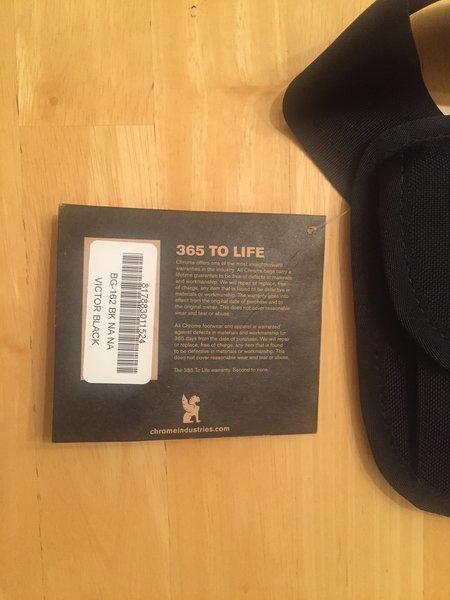 365 TO LIFE
Chrome offers one of the most straightforward
warranties in the industry. All Chrome bags carry a
lifetime guarantee to be free of defects in materials
and workmanship. We will repair or replace, free
of charge, any item that is found to be defective in
materials or workmanship. The warranty goes into
effect from the original date of purchase and to
the original owner. This does not cover reasonable
wear and tear or abuse.
All Chrome footwear and apparel is warranted
against defects in materials and workmanship for
365 days from the date of purchase. We will repair
or replace, free of charge, any item that is found
to be defective in materials or workmanship. This
does not cover reasonable wear and tear or abuse.
The 365 To Life warranty. Second to none.
chromeindustries.com
817883011524
BG-162 BK NA NA
VICTOR BLACK